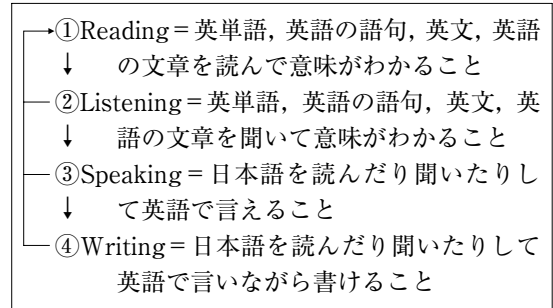 ①Reading＝英単語, 英語の語句, 英文, 英語
↓ の文章を読んで意味がわかること
②Listening＝英単語, 英語の語句, 英文, 英
↓ 語の文章を聞いて意味がわかること
③Speaking＝日本語を読んだり聞いたりし
↓ て英語で言えること
④Writing＝日本語を読んだり聞いたりして
英語で言いながら書けること